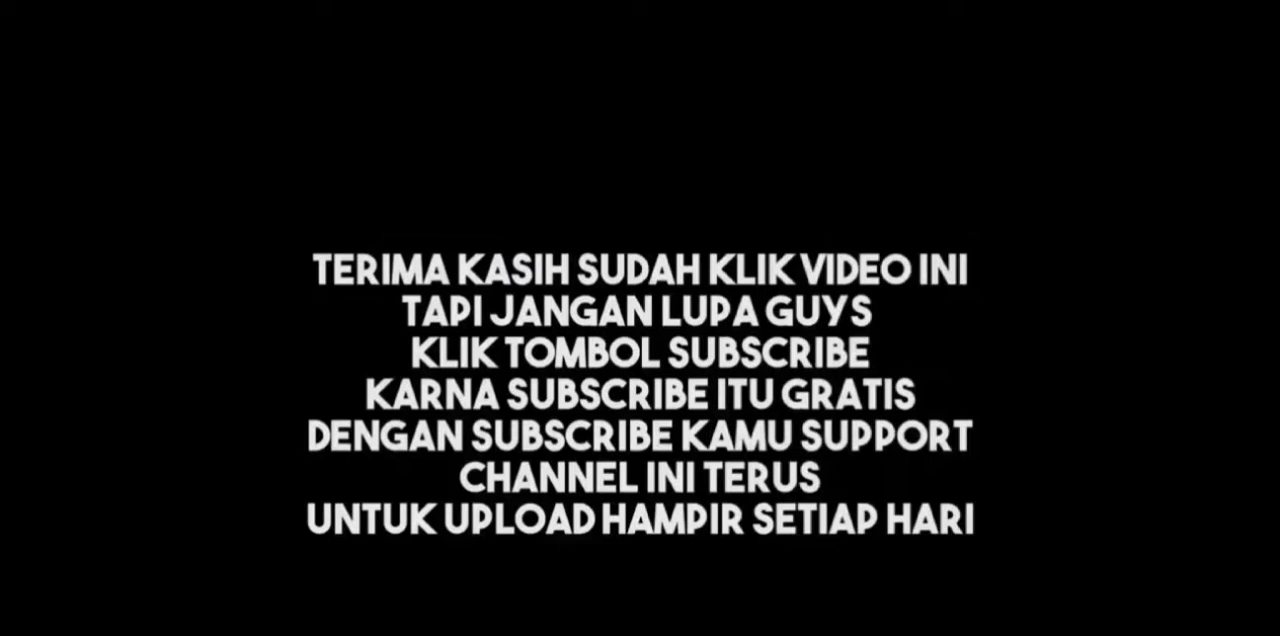 TERIMA KASIH SUDAH KLIK VIDEO INI
TAPI JANGAN LUPA GUYS
KLIK TOMBOL SUBSCRIBE
KARNA SUBSCRIBE ITU GRATIS
DENGAN SUBSCRIBE KAMU SUPPORT
CHANNEL INI TERUS
UNTUK UPLOAD HAMPIR SETIAP HARI